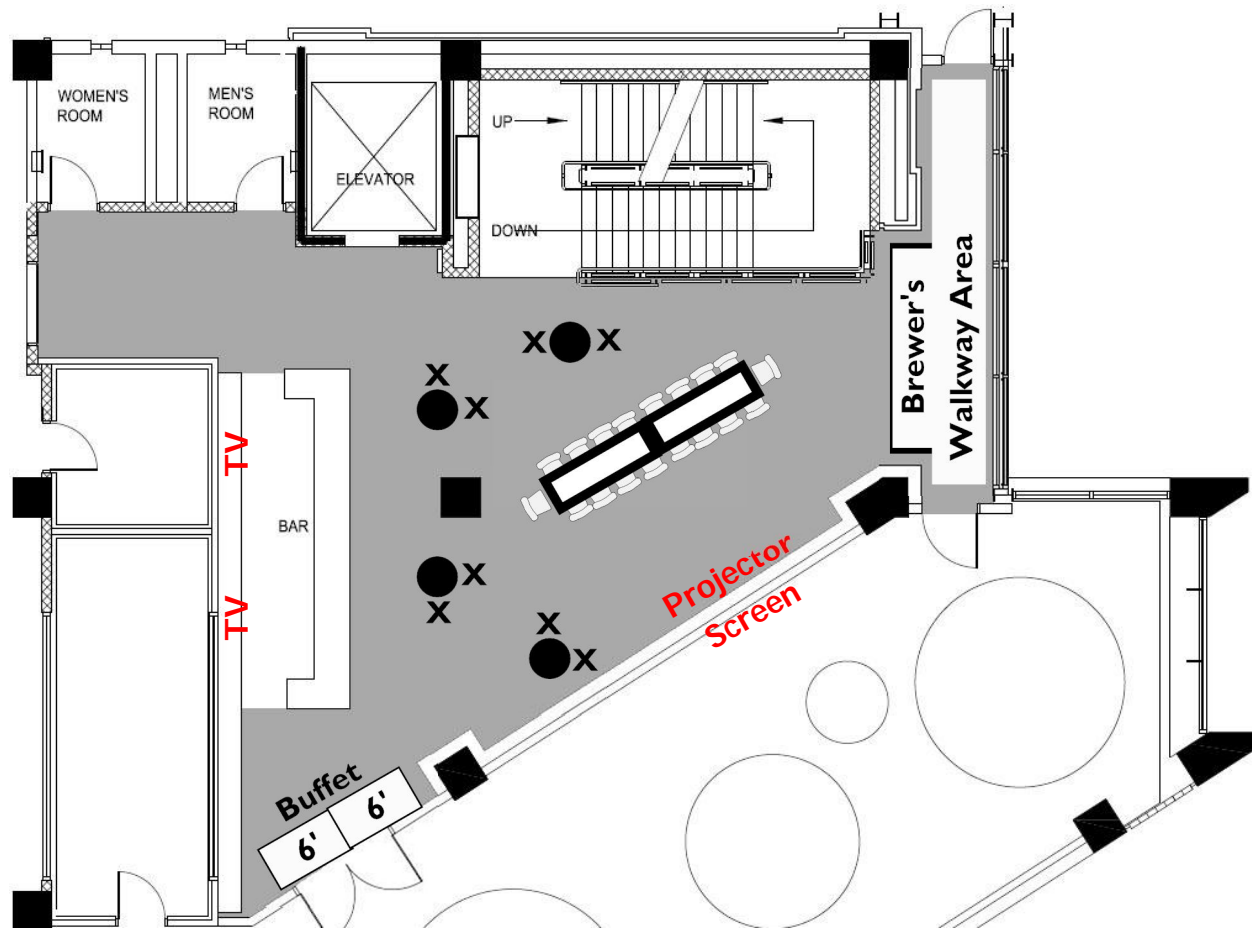 WOMEN'S
ROOM
MEN'S
ROOM
ELEVATOR
UP
DOWN
Brewer's
Walkway Area
X X
X
X
TV
BAR
TV
X
X
X
X
Projector
Screen
Buffet
6'
6'